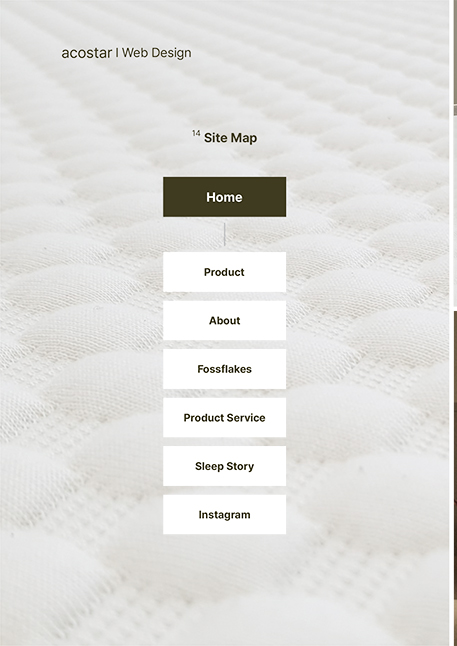 acostar | Web Design
14 Site Map
Home
Product
About
Fossflakes
Product Service
Sleep Story
Instagram